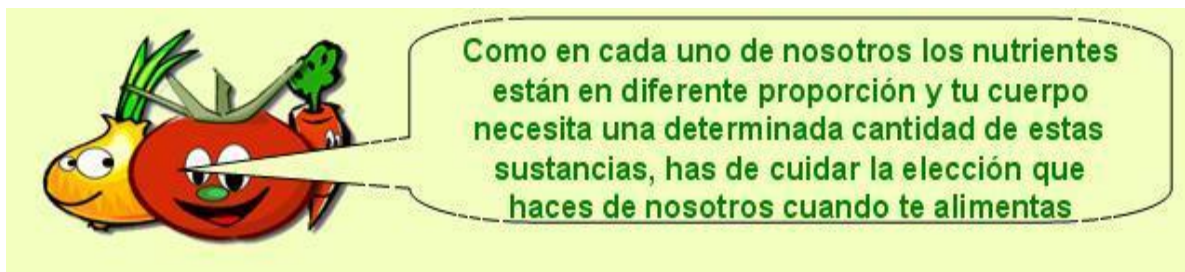 Como en cada uno de nosotros los nutrientes
están en diferente proporción y tu cuerpo
necesita una determinada cantidad de estas
sustancias, has de cuidar la elección que
haces de nosotros cuando te alimentas